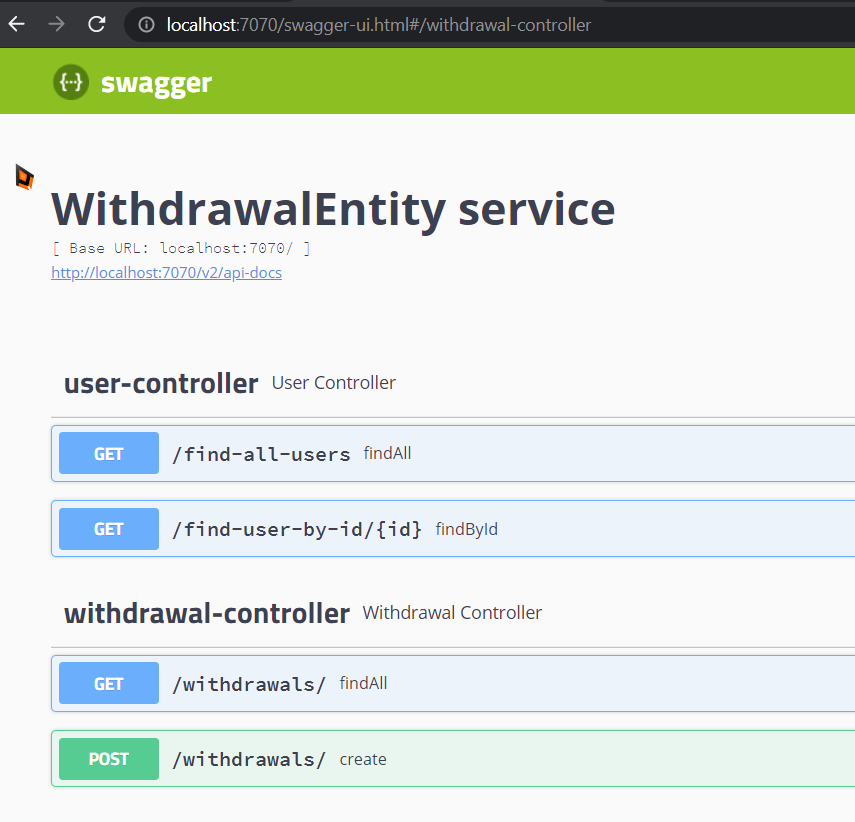 localhost:7070/swagger-ui.html#/withdrawal-controller
{···} swagger
WithdrawalEntity service
[ Base URL: localhost:7070/ ]
http://localhost:7070/v2/api-docs
user-controller User Controller
GET /find-all-users findAll
GET /find-user-by-id/{id} findById
withdrawal-controller Withdrawal Controller
GET /withdrawals/ findAll
POST /withdrawals/ create